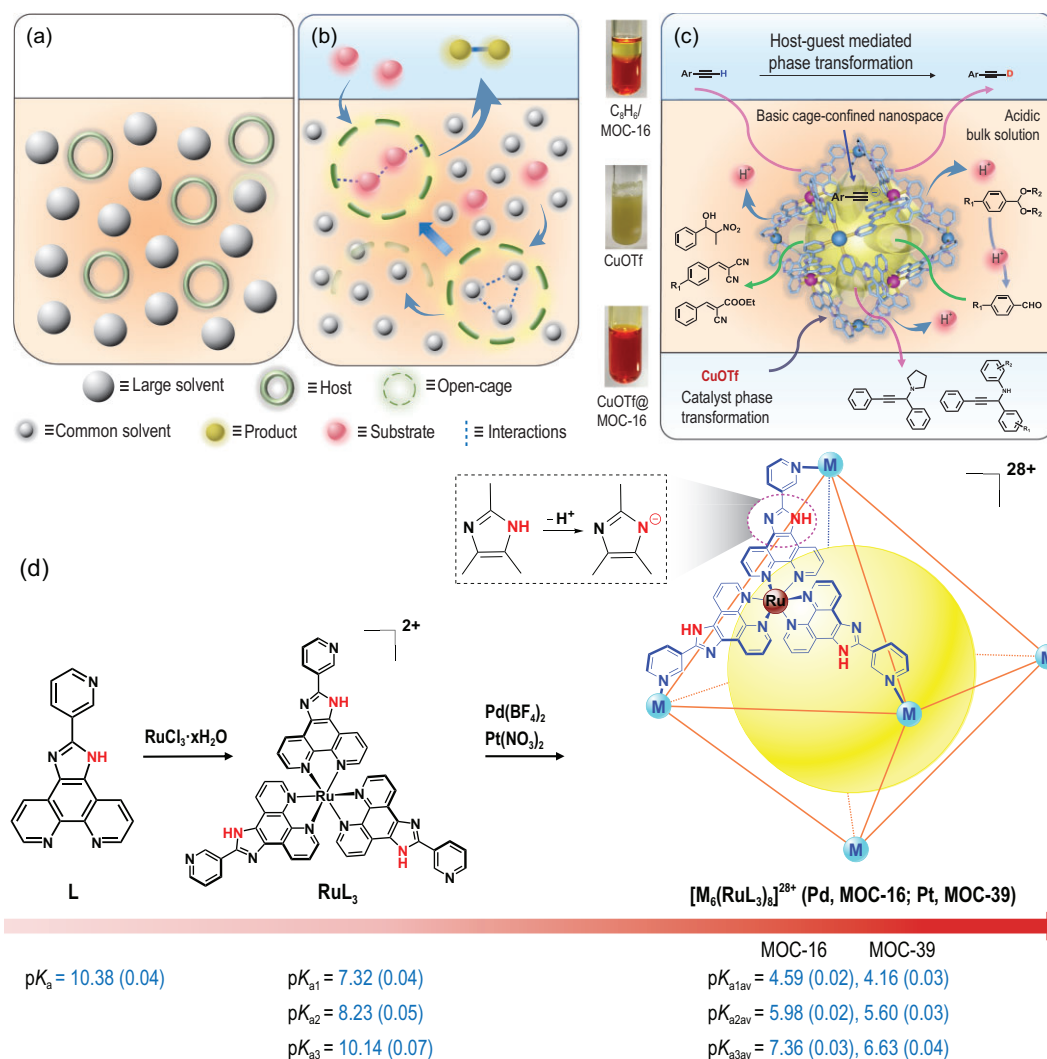 (a)
(b)
(c)
C₈H₆/
MOC-16
CuOTf
CuOTf@
MOC-16
Host-guest mediated
phase transformation
Ar
H
Ar
D
Basic cage-confined nanospace
Acidic
bulk solution
H⁺
H⁺
Ar
⊖
OH
NO₂
R₁
CN
CN
COOEt
CN
R₁
O–R₂
O–R₂
H⁺
R₁
CHO
H⁺
CuOTf
Catalyst phase
transformation
N
R₂
NH
R₁
≡Large solvent
≡Host
≡Open-cage
≡Common solvent
≡Product
≡Substrate
≡Interactions
(d)
N
NH
–H⁺
N
N
⊖
28+
M
N
N
NH
N
N
Ru
N
N
N
N
HN
N
N
N
H
N
N
M
M
M
M
N
N
NH
N
N
L
RuCl₃·xH₂O
2+
N
N
NH
N
N
N
Ru
N
N
N
HN
N
N
N
H
N
N
RuL₃
Pd(BF₄)₂
Pt(NO₃)₂
[M₆(RuL₃)₈]²⁸⁺ (Pd, MOC-16; Pt, MOC-39)
MOC-16 MOC-39
pKₐ = 10.38 (0.04)
pKₐ₁ = 7.32 (0.04)
pKₐ₂ = 8.23 (0.05)
pKₐ₃ = 10.14 (0.07)
pKa1av = 4.59 (0.02), 4.16 (0.03)
pKa2av = 5.98 (0.02), 5.60 (0.03)
pKa3av = 7.36 (0.03), 6.63 (0.04)